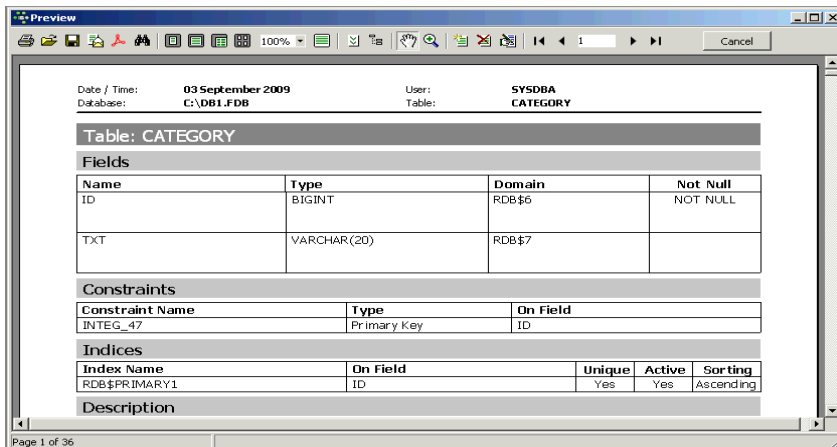 Preview
100%
1
Cancel
Date / Time: 03 September 2009 User: SYSDBA
Database: C:\DB1.FDB Table: CATEGORY
Table: CATEGORY
Fields
Name Type Domain Not Null
ID BIGINT RDB$6 NOT NULL
TXT VARCHAR(20) RDB$7
Constraints
Constraint Name Type On Field
INTEG_47 Primary Key ID
Indices
Index Name On Field Unique Active Sorting
RDB$PRIMARY1 ID Yes Yes Ascending
Description
Page 1 of 36